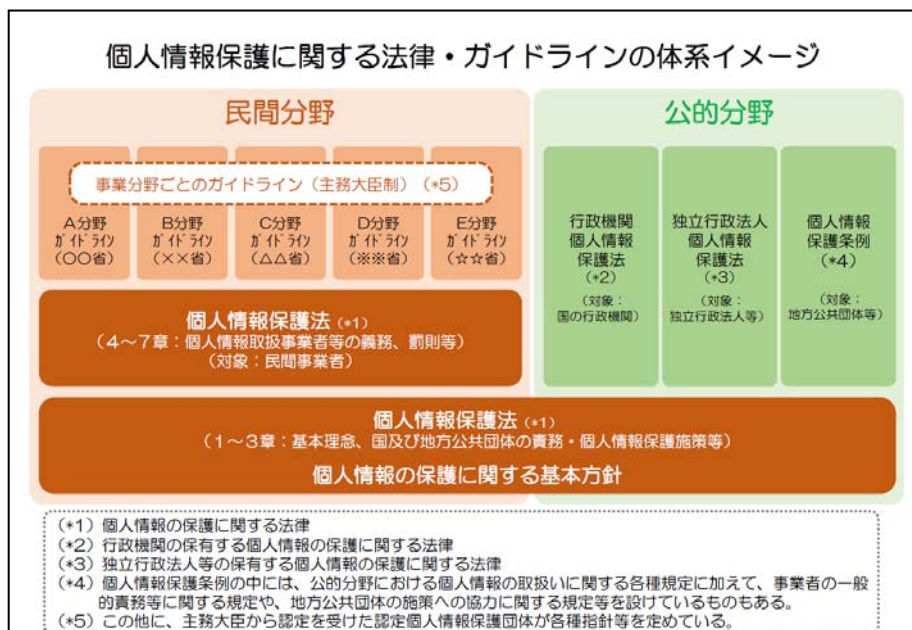 個人情報保護に関する法律・ガイドラインの体系イメージ
民間分野
公的分野
事業分野ごとのガイドライン（主務大臣制）（*5）
A分野
ガイドライン
（〇〇省）
B分野
ガイドライン
（××省）
C分野
ガイドライン
（△△省）
D分野
ガイドライン
（※※省）
E分野
ガイドライン
（☆☆省）
行政機関
個人情報
保護法
（*2）
（対象：
国の行政機関）
独立行政法人
個人情報
保護法
（*3）
（対象：
独立行政法人等）
個人情報
保護条例
（*4）
（対象：
地方公共団体等）
個人情報保護法（*1）
（４～７章：個人情報取扱事業者等の義務、罰則等）
（対象：民間事業者）
個人情報保護法（*1）
（１～３章：基本理念、国及び地方公共団体の責務・個人情報保護施策等）
個人情報の保護に関する基本方針
（*1）個人情報の保護に関する法律
（*2）行政機関の保有する個人情報の保護に関する法律
（*3）独立行政法人等の保有する個人情報の保護に関する法律
（*4）個人情報保護条例の中には、公的分野における個人情報の取扱いに関する各種規定に加えて、事業者の一般
的責務等に関する規定や、地方公共団体の施策への協力に関する規定等を設けているものもある。
（*5）この他に、主務大臣から認定を受けた認定個人情報保護団体が各種指針等を定めている。